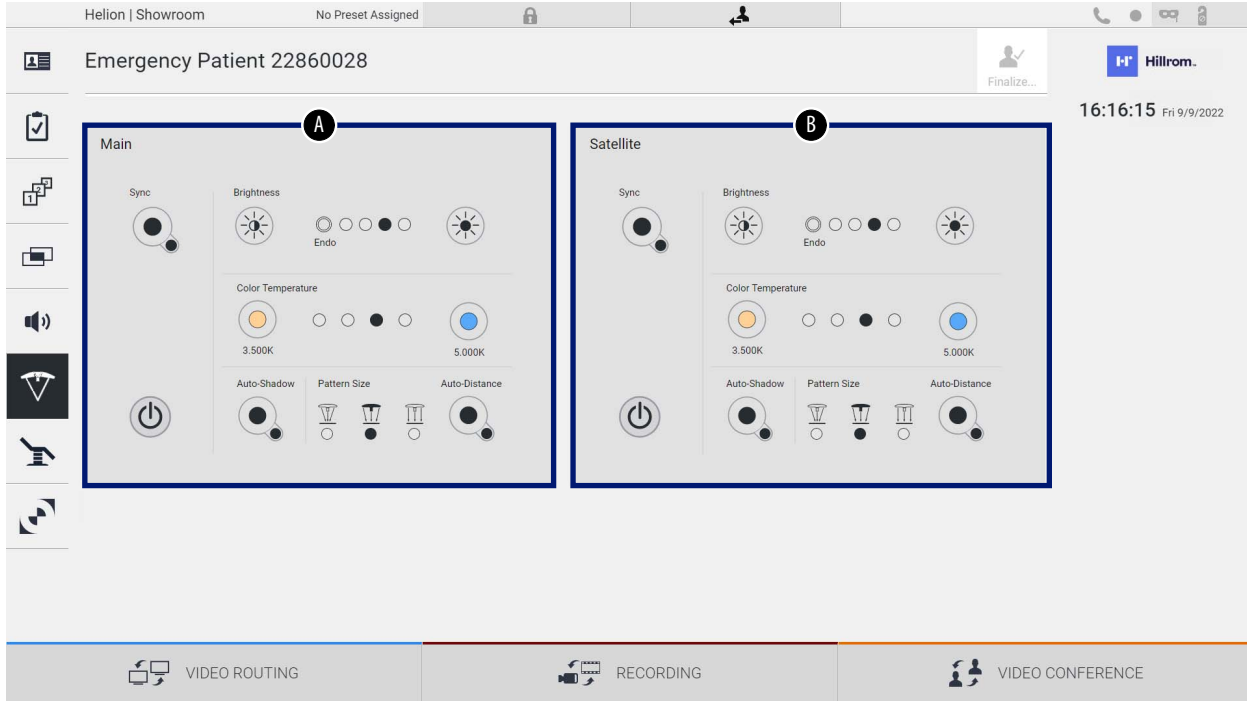 Helion | Showroom
No Preset Assigned
Emergency Patient 22860028
Finalize...
Hillrom
16:16:15 Fri 9/9/2022
A
Main
Sync
Brightness
Endo
Color Temperature
3.500K
5.000K
Auto-Shadow
Pattern Size
Auto-Distance
B
Satellite
Sync
Brightness
Endo
Color Temperature
3.500K
5.000K
Auto-Shadow
Pattern Size
Auto-Distance
VIDEO ROUTING
RECORDING
VIDEO CONFERENCE